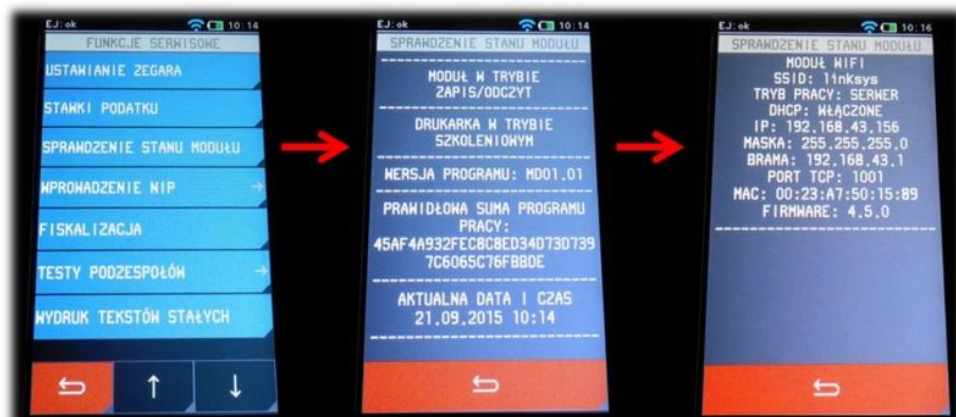 EJ:ok 10:14
FUNKCJE SERWISOWE
USTAWIANIE ZEGARA
STAWKI PODATKU
SPRAWDZENIE STANU MODUŁU
WPROWADZENIE NIP
FISKALIZACJA
TESTY PODZESPOŁÓW
WYDRUK TEKSTÓW STAŁYCH
EJ:ok 10:14
SPRAWDZENIE STANU MODUŁU
MODUŁ W TRYBIE
ZAPIS/ODCZYT
DRUKARKA W TRYBIE
SZKOLENIOWYM
WERSJA PROGRAMU: MD01.01
PRAWIDŁOWA SUMA PROGRAMU
PRACY:
45AF4A932FEC8C8ED34D73D739
7C6065C76FBBDE
AKTUALNA DATA I CZAS
21.09.2015 10:14
EJ:ok 10:16
SPRAWDZENIE STANU MODUŁU
MODUŁ WIFI
SSID: linksys
TRYB PRACY: SERWER
DHCP: WŁĄCZONE
IP: 192.168.43.156
MASKA: 255.255.255.0
BRAMA: 192.168.43.1
PORT TCP: 1001
MAC: 00:23:A7:50:15:89
FIRMWARE: 4.5.0